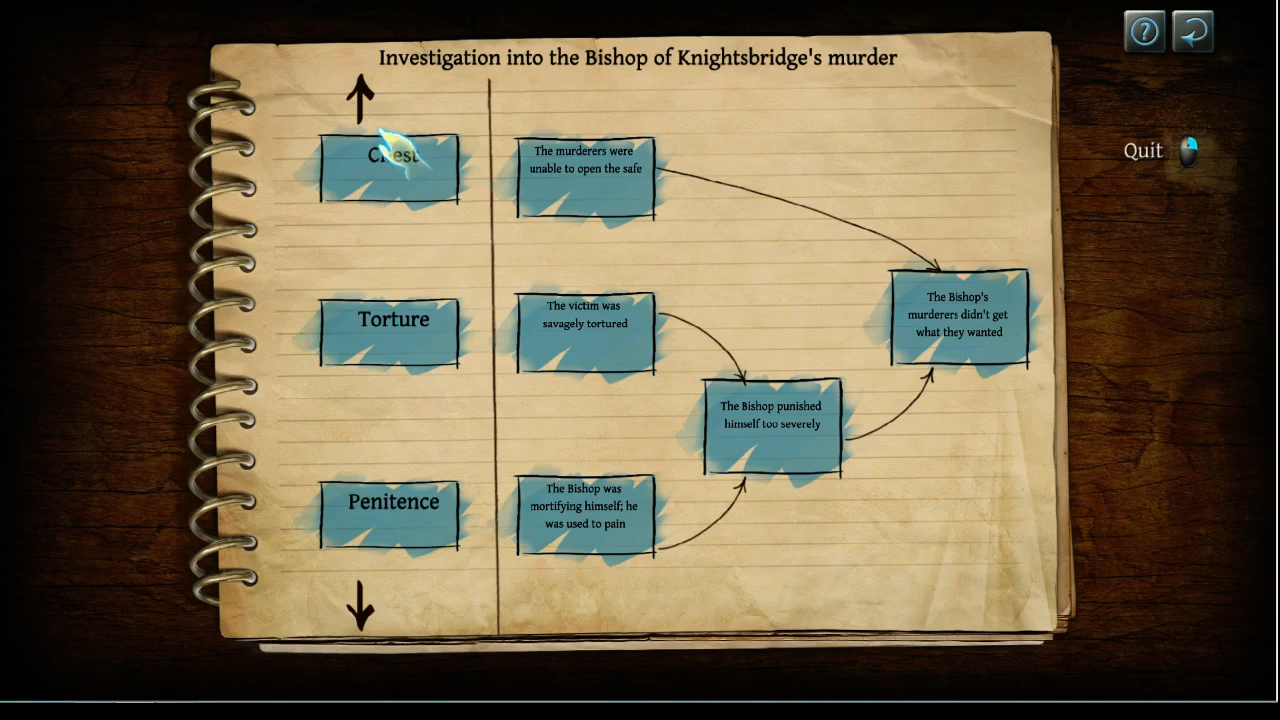 Investigation into the Bishop of Knightsbridge's murder
Quit
Chest
The murderers were
unable to open the safe
The Bishop's
murderers didn't get
what they wanted
Torture
The victim was
savagely tortured
The Bishop punished
himself too severely
Penitence
The Bishop was
mortifying himself; he
was used to pain